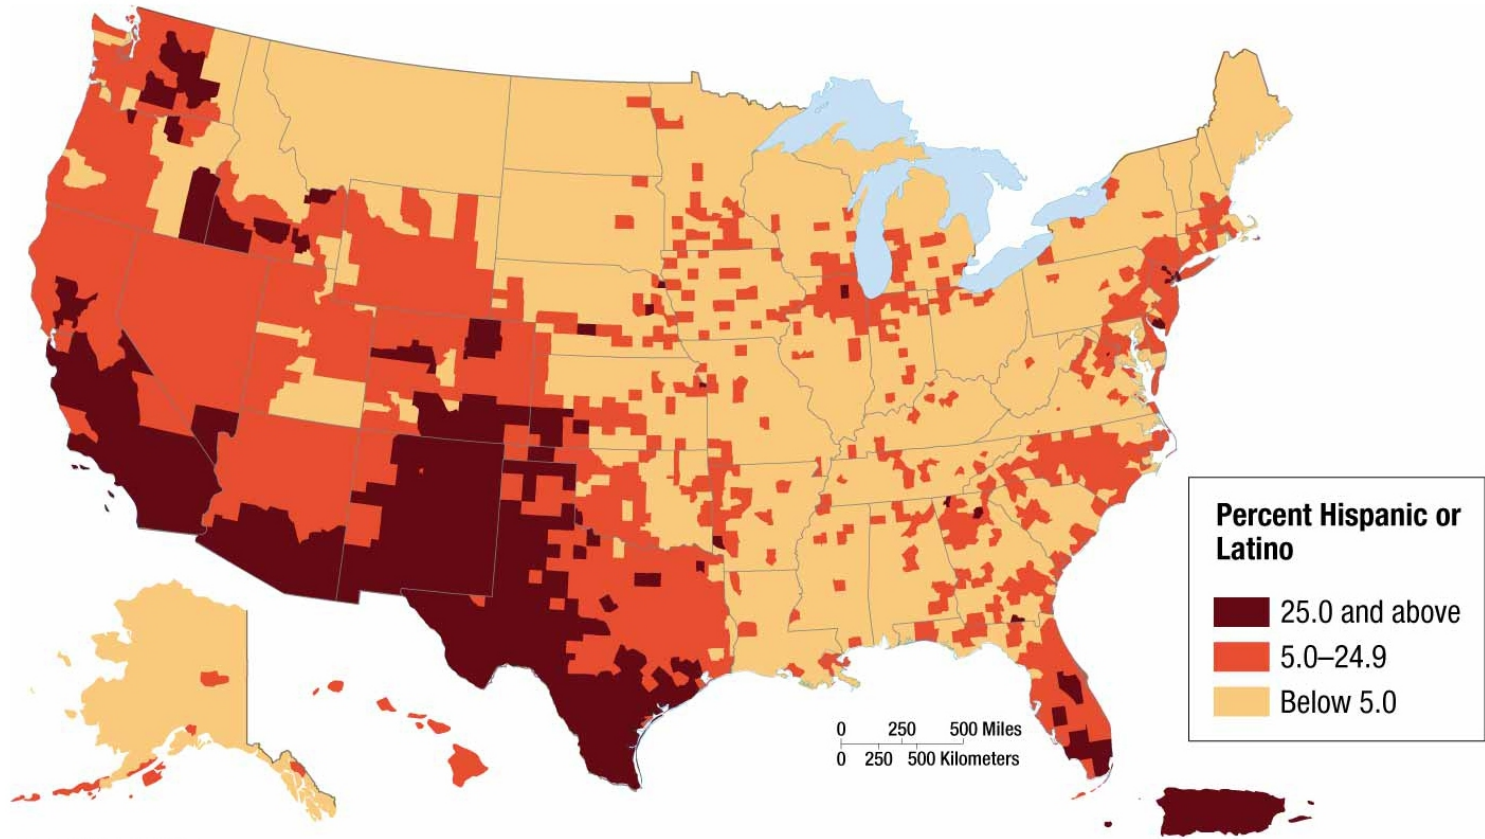 Percent Hispanic or
Latino
25.0 and above
5.0–24.9
Below 5.0
0 250 500 Miles
0 250 500 Kilometers